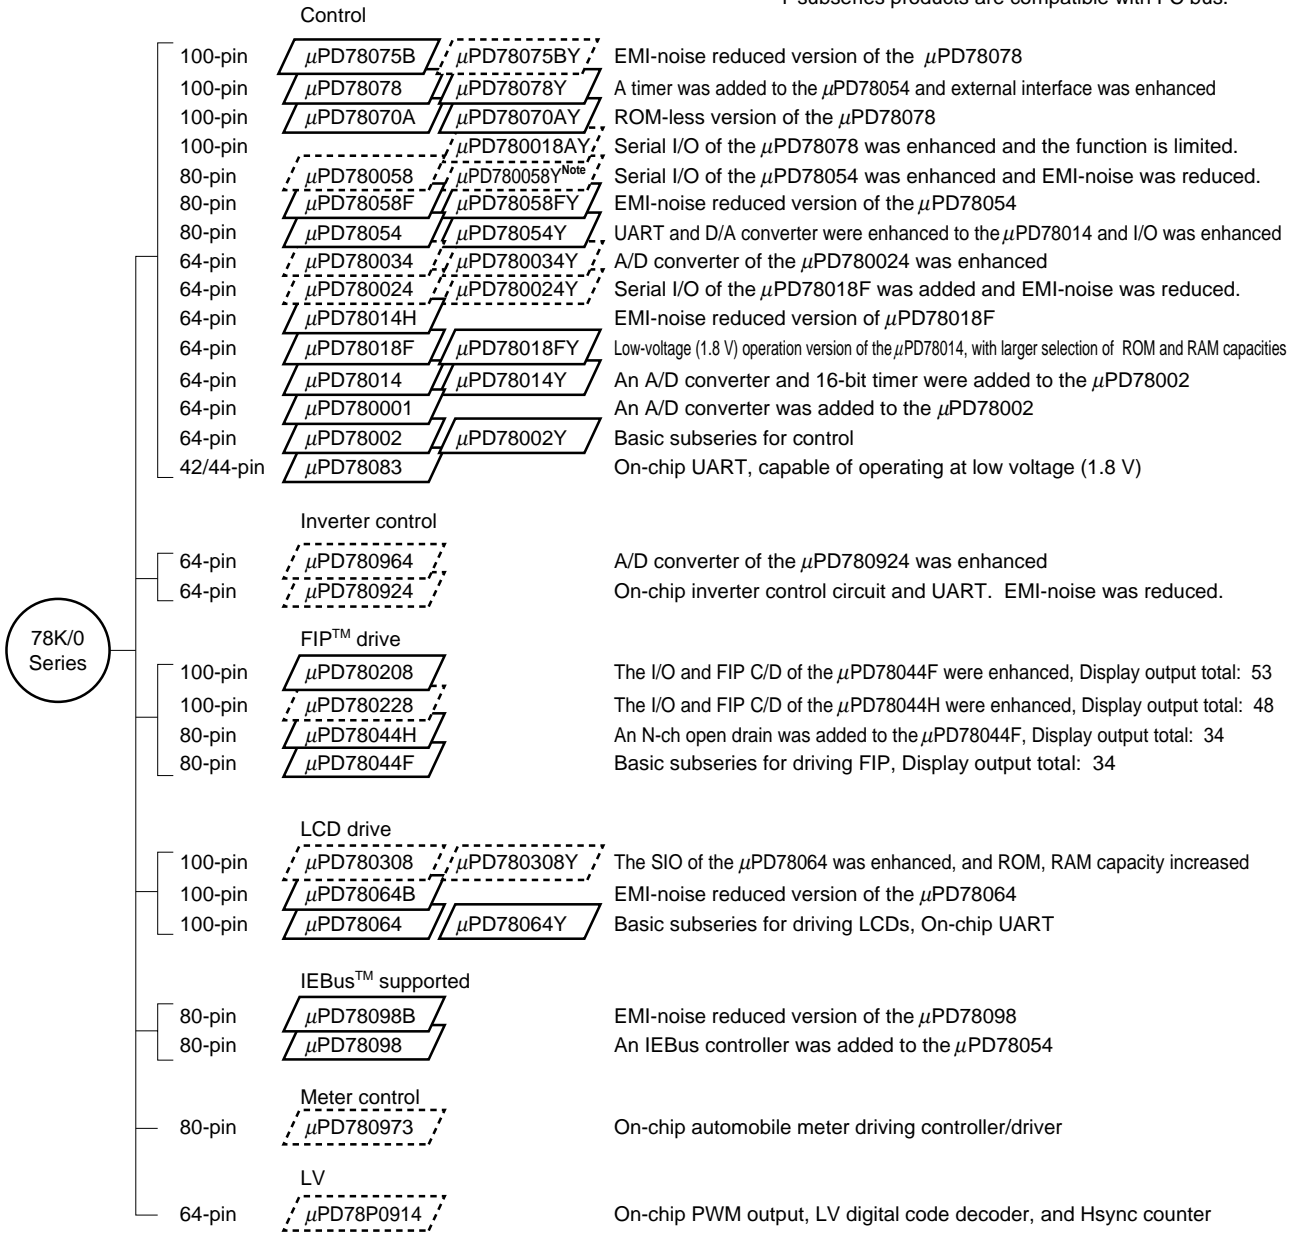 subseries products are compatible with I²C bus.
Control
100-pin μPD78075B μPD78075BY EMI-noise reduced version of the μPD78078
100-pin μPD78078 μPD78078Y A timer was added to the μPD78054 and external interface was enhanced
100-pin μPD78070A μPD78070AY ROM-less version of the μPD78078
100-pin μPD780018AY Serial I/O of the μPD78078 was enhanced and the function is limited.
80-pin μPD780058 μPD780058YNote Serial I/O of the μPD78054 was enhanced and EMI-noise was reduced.
80-pin μPD78058F μPD78058FY EMI-noise reduced version of the μPD78054
80-pin μPD78054 μPD78054Y UART and D/A converter were enhanced to the μPD78014 and I/O was enhanced
64-pin μPD780034 μPD780034Y A/D converter of the μPD780024 was enhanced
64-pin μPD780024 μPD780024Y Serial I/O of the μPD78018F was added and EMI-noise was reduced.
64-pin μPD78014H EMI-noise reduced version of μPD78018F
64-pin μPD78018F μPD78018FY Low-voltage (1.8 V) operation version of the μPD78014, with larger selection of ROM and RAM capacities
64-pin μPD78014 μPD78014Y An A/D converter and 16-bit timer were added to the μPD78002
64-pin μPD780001 An A/D converter was added to the μPD78002
64-pin μPD78002 μPD78002Y Basic subseries for control
42/44-pin μPD78083 On-chip UART, capable of operating at low voltage (1.8 V)
Inverter control
64-pin μPD780964 A/D converter of the μPD780924 was enhanced
64-pin μPD780924 On-chip inverter control circuit and UART. EMI-noise was reduced.
78K/0
Series
FIP™ drive
100-pin μPD780208 The I/O and FIP C/D of the μPD78044F were enhanced, Display output total: 53
100-pin μPD780228 The I/O and FIP C/D of the μPD78044H were enhanced, Display output total: 48
80-pin μPD78044H An N-ch open drain was added to the μPD78044F, Display output total: 34
80-pin μPD78044F Basic subseries for driving FIP, Display output total: 34
LCD drive
100-pin μPD780308 μPD780308Y The SIO of the μPD78064 was enhanced, and ROM, RAM capacity increased
100-pin μPD78064B EMI-noise reduced version of the μPD78064
100-pin μPD78064 μPD78064Y Basic subseries for driving LCDs, On-chip UART
IEBus™ supported
80-pin μPD78098B EMI-noise reduced version of the μPD78098
80-pin μPD78098 An IEBus controller was added to the μPD78054
Meter control
80-pin μPD780973 On-chip automobile meter driving controller/driver
LV
64-pin μPD78P0914 On-chip PWM output, LV digital code decoder, and Hsync counter